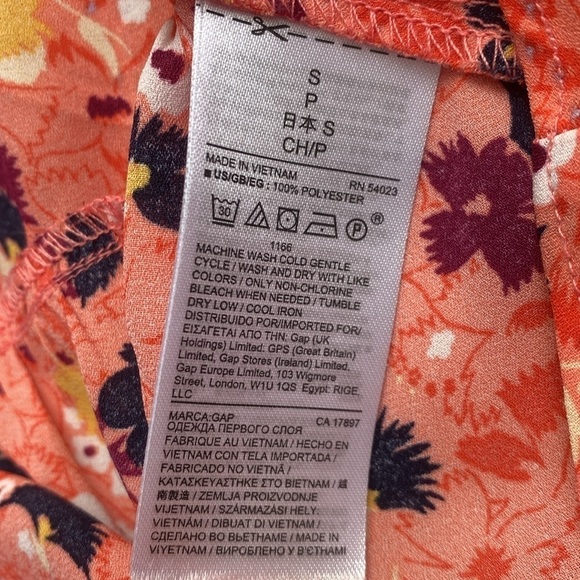 S
P
日本 S
CH/P
MADE IN VIETNAM RN 54023
■ US/GB/EG : 100% POLYESTER
30 P ®
1166
MACHINE WASH COLD GENTLE
CYCLE / WASH AND DRY WITH LIKE
COLORS / ONLY NON-CHLORINE
BLEACH WHEN NEEDED / TUMBLE
DRY LOW / COOL IRON
DISTRIBUIDO POR/IMPORTED FOR/
ΕΙΣΑΓΕΤΑΙ ΑΠΟ ΤΗΝ: Gap (UK
Holdings) Limited. GPS (Great Britain)
Limited, Gap Stores (Ireland) Limited.
Gap Europe Limited, 103 Wigmore
Street, London, W1U 1QS Egypt: RIGE,
LLC
MARCA:GAP CA 17897
ОДЕЖДА ПЕРВОГО СЛОЯ
FABRIQUE AU VIETNAM / HECHO EN
VIETNAM CON TELA IMPORTADA /
FABRICADO NO VIETNÃ /
ΚΑΤΑΣΚΕΥΑΣΤΗΚΕ ΣΤΟ ΒΙΕΤΝΑΜ / 越
南製造 / ZEMLJA PROIZVODNJE
VIJETNAM / SZÁRMAZÁSI HELY:
VIETNÁM / DIBUAT DI VIETNAM /
СДЕЛАНО ВО ВЬЕТНАМЕ / MADE IN
VIYETNAM / ВИРОБЛЕНО У В'ЄТНАМІ